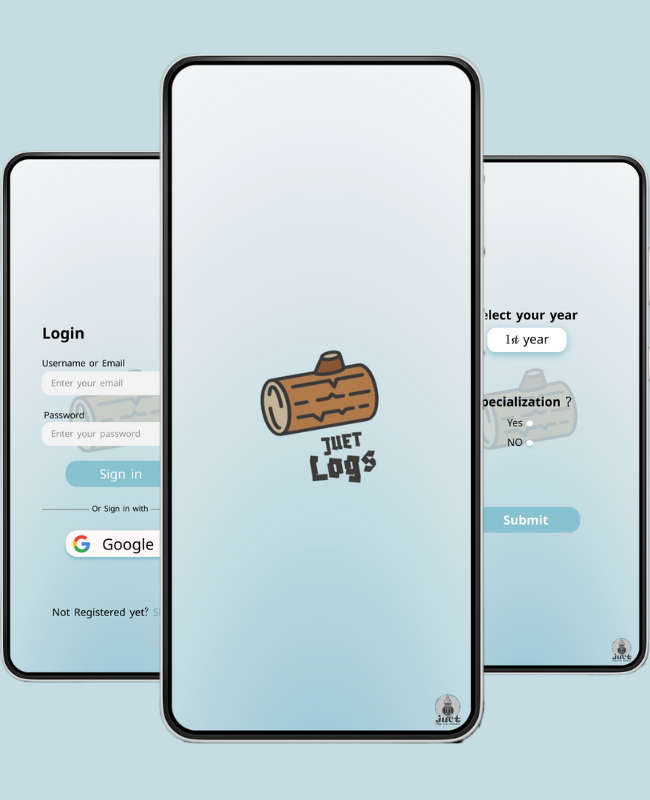 Login
Username or Email
Enter your email
Password
Enter your password
Sign in
Or Sign in with
Google
Not Registered yet?
JUET
Logs
juet
elect your year
1st year
pecialization ?
Yes
NO
Submit
juet